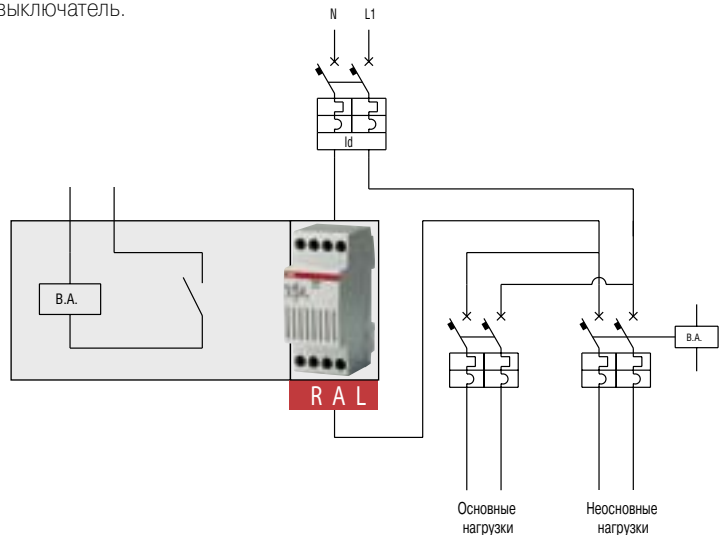 выключатель.
N L1
Id
B.A.
B.A.
R A L
Основные
нагрузки
Неосновные
нагрузки